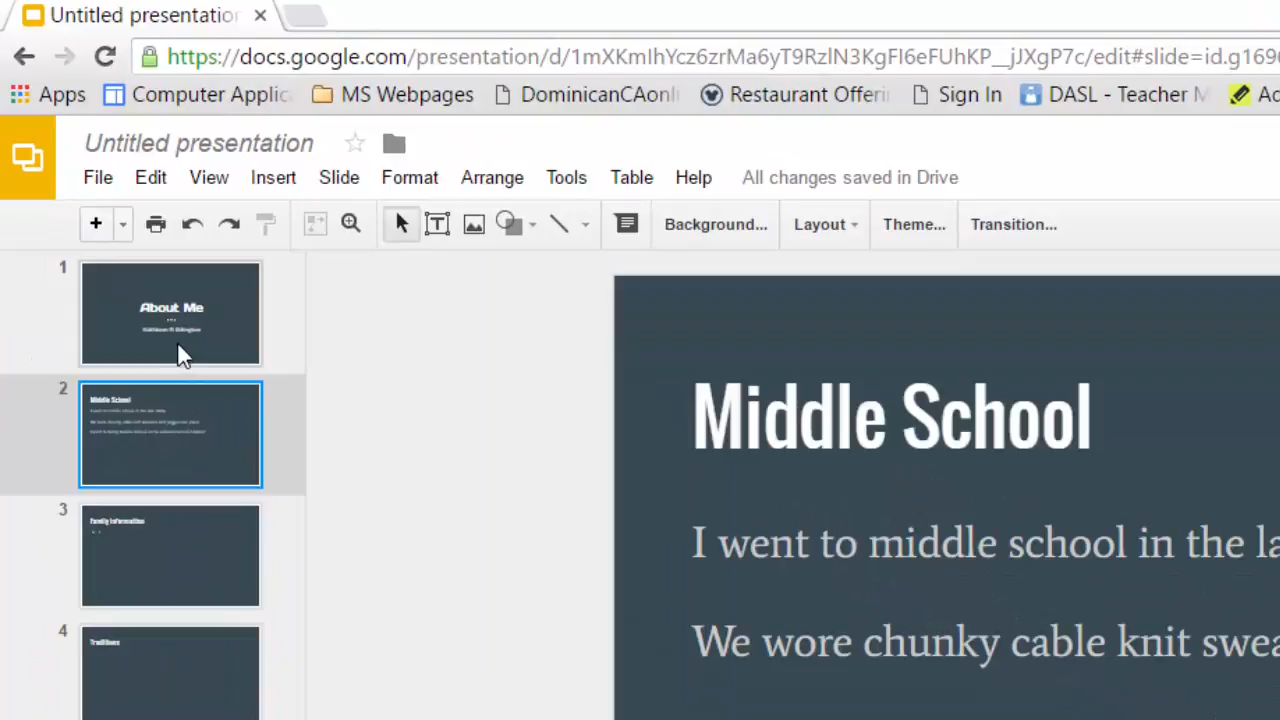 Untitled presentation
https://docs.google.com/presentation/d/1mXKmIhYcz6zrMa6yT9RzlN3KgFI6eFUhKP__jJXgP7c/edit#slide=id.g169
Apps Computer Applic MS Webpages DominicanCAonl Restaurant Offerin Sign In DASL - Teacher M Ad
Untitled presentation
File Edit View Insert Slide Format Arrange Tools Table Help All changes saved in Drive
Background... Layout Theme... Transition...
1
About Me
2
Middle School
3
Family Information
4
Traditions
Middle School
I went to middle school in the la
We wore chunky cable knit swea